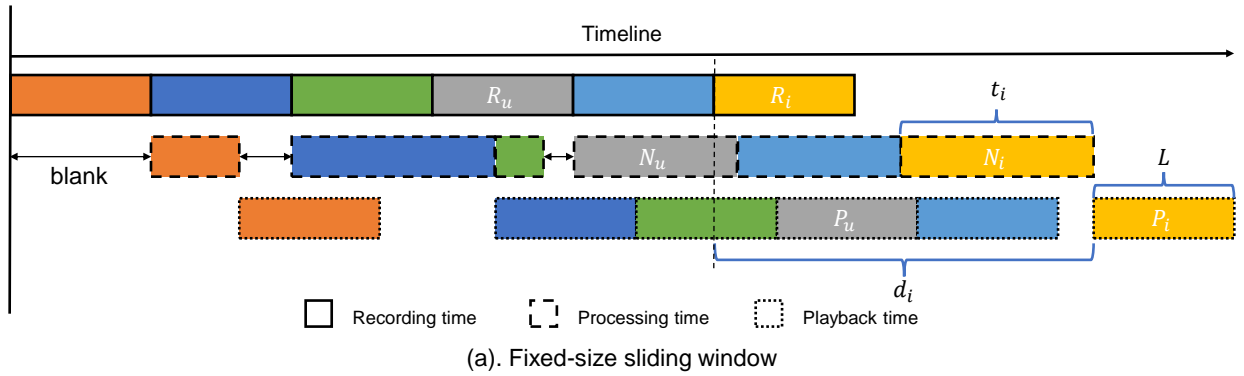 Timeline
R_u
R_i
t_i
blank
N_u
N_i
L
P_u
P_i
d_i
Recording time
Processing time
Playback time
(a). Fixed-size sliding window